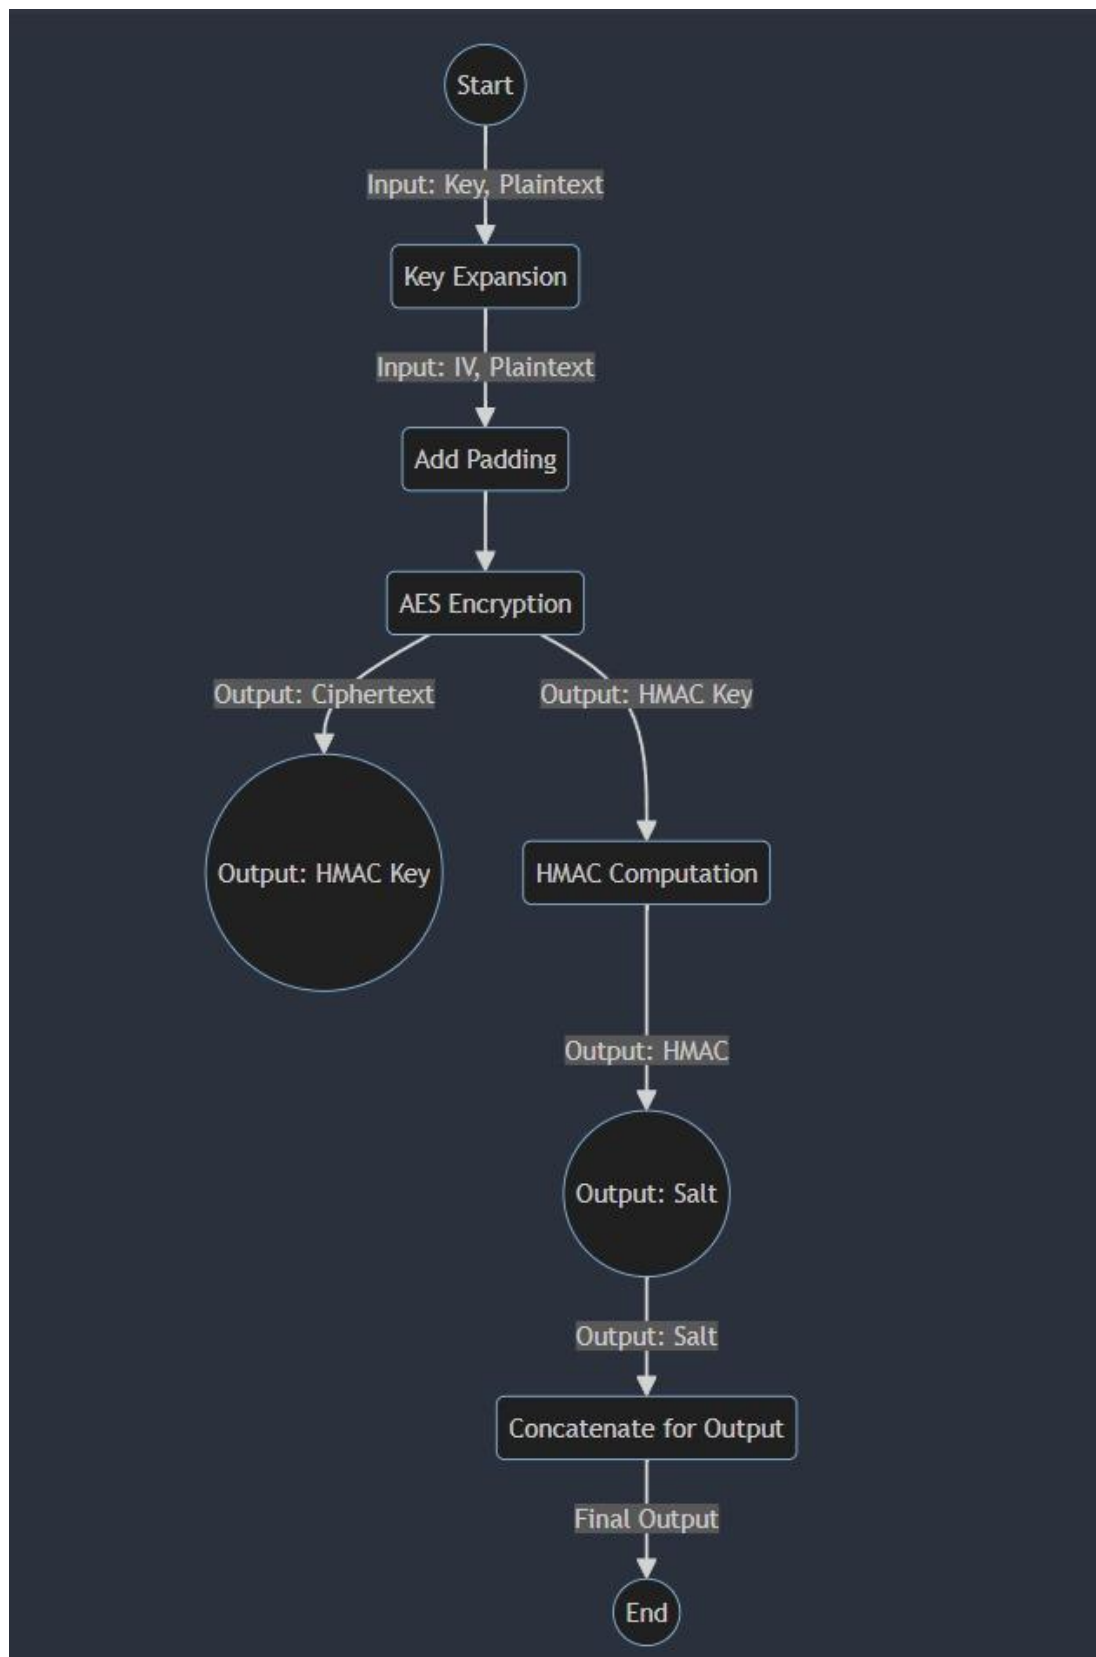 Start
Input: Key, Plaintext
Key Expansion
Input: IV, Plaintext
Add Padding
AES Encryption
Output: Ciphertext
Output: HMAC Key
Output: HMAC Key
HMAC Computation
Output: HMAC
Output: Salt
Output: Salt
Concatenate for Output
Final Output
End